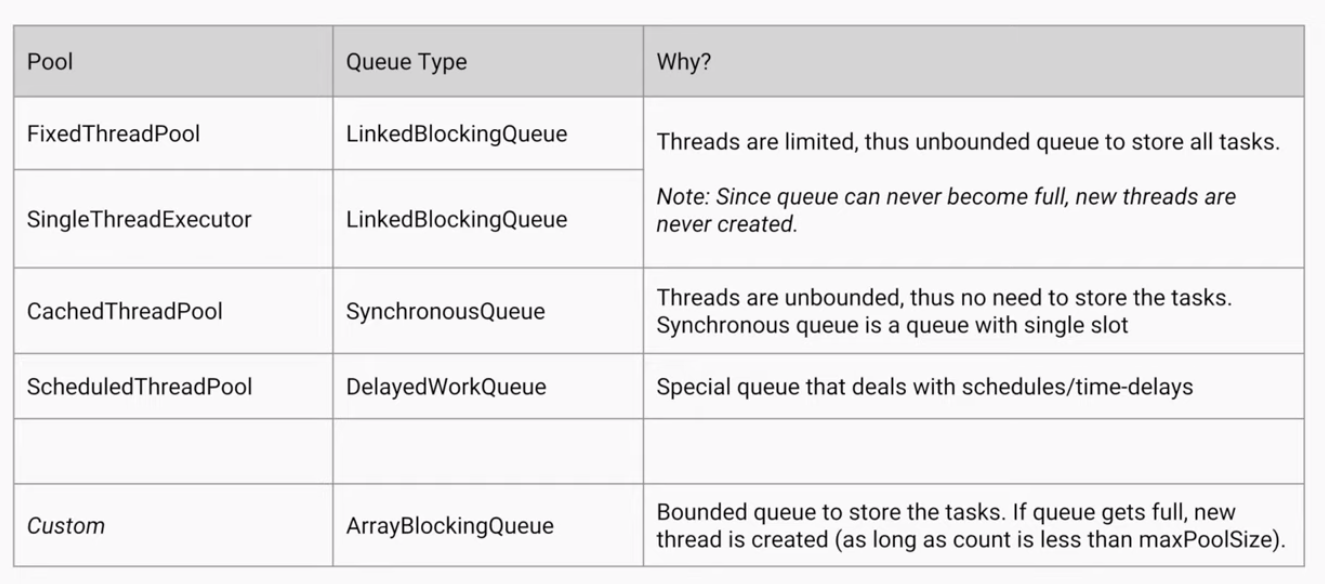 Pool
Queue Type
Why?
FixedThreadPool
LinkedBlockingQueue
Threads are limited, thus unbounded queue to store all tasks.
Note: Since queue can never become full, new threads are
never created.
SingleThreadExecutor
LinkedBlockingQueue
CachedThreadPool
SynchronousQueue
Threads are unbounded, thus no need to store the tasks.
Synchronous queue is a queue with single slot
ScheduledThreadPool
DelayedWorkQueue
Special queue that deals with schedules/time-delays
Custom
ArrayBlockingQueue
Bounded queue to store the tasks. If queue gets full, new
thread is created (as long as count is less than maxPoolSize).